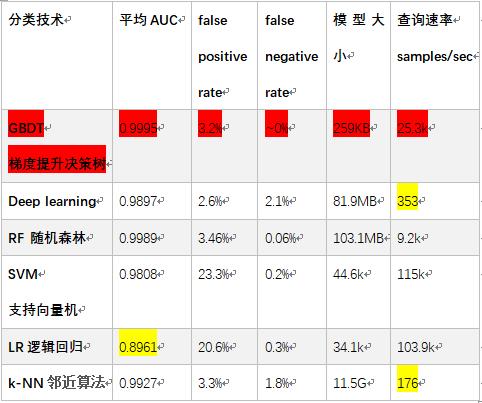 分类技术 平均 AUC false positive rate false negative rate 模型大小 查询速率 samples/sec
GBDT 梯度提升决策树 0.9995 3.2% ~0% 259KB 25.3k
Deep learning 0.9897 2.6% 2.1% 81.9MB 353
RF 随机森林 0.9989 3.46% 0.06% 103.1MB 9.2k
SVM 支持向量机 0.9808 23.3% 0.2% 44.6k 115k
LR 逻辑回归 0.8961 20.6% 0.3% 34.1k 103.9k
k-NN 邻近算法 0.9927 3.3% 1.8% 11.5G 176